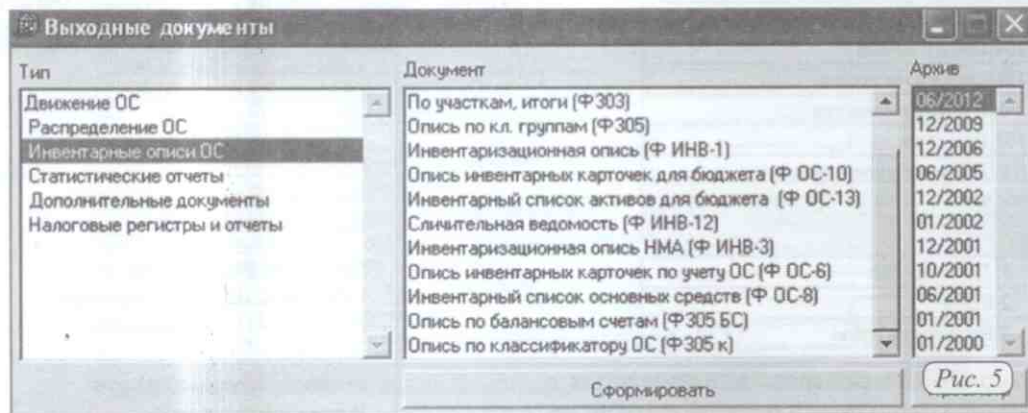 Выходные документы
Тип
Движение ОС
Распределение ОС
Инвентарные описи ОС
Статистические отчеты
Дополнительные документы
Налоговые регистры и отчеты
Документ
По участкам, итоги (Ф303)
Опись по кл. группам (Ф305)
Инвентаризационная опись (Ф ИНВ-1)
Опись инвентарных карточек для бюджета (Ф ОС-10)
Инвентарный список активов для бюджета (Ф ОС-13)
Сличительная ведомость (Ф ИНВ-12)
Инвентаризационная опись НМА (Ф ИНВ-3)
Опись инвентарных карточек по учету ОС (Ф ОС-6)
Инвентарный список основных средств (Ф ОС-8)
Опись по балансовым счетам (Ф305 БС)
Опись по классификатору ОС (Ф305 к)
Сформировать
Архив
06/2012
12/2009
12/2006
06/2005
12/2002
01/2002
12/2001
10/2001
06/2001
01/2001
01/2000
Рис. 5